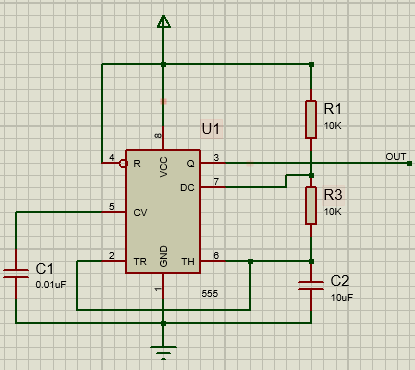 U1
R1
10K
4
R
8
VCC
Q
3
OUT
DC
7
R3
10K
5
CV
C1
0.01uF
2
TR
GND
TH
6
1
555
C2
10uF